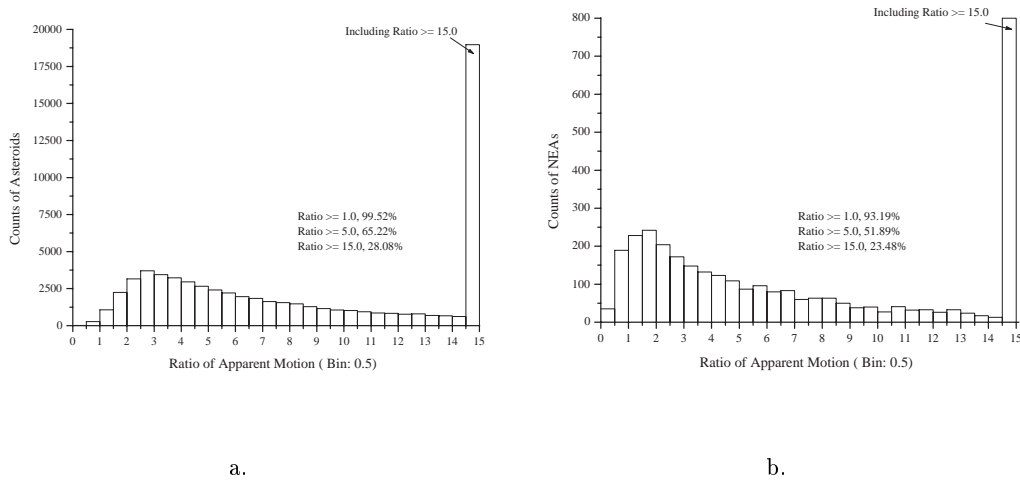 Including Ratio >= 15.0
20000
17500
15000
12500
10000
7500
5000
2500
0
Counts of Asteroids
Ratio >= 1.0, 99.52%
Ratio >= 5.0, 65.22%
Ratio >= 15.0, 28.08%
0 1 2 3 4 5 6 7 8 9 10 11 12 13 14 15
Ratio of Apparent Motion ( Bin: 0.5)
a.
Including Ratio >= 15.0
800
700
600
500
400
300
200
100
0
Counts of NEAs
Ratio >= 1.0, 93.19%
Ratio >= 5.0, 51.89%
Ratio >= 15.0, 23.48%
0 1 2 3 4 5 6 7 8 9 10 11 12 13 14 15
Ratio of Apparent Motion ( Bin: 0.5)
b.